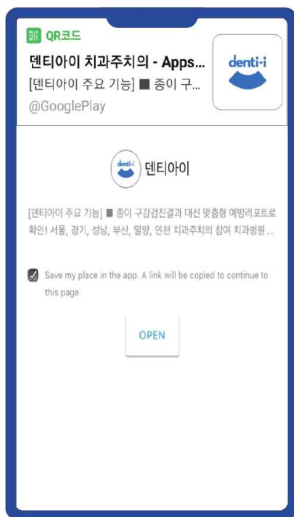 QR코드
덴티아이 치과주치의 - Apps...
[덴티아이 주요 기능] ■ 종이 구...
@GooglePlay
denti·i
denti·i
덴티아이
[덴티아이 주요 기능] ■ 종이 구강검진결과 대신 맞춤형 예방리포트로
확인! 서울, 경기, 성남, 부산, 밀양, 인천 치과주치의 참여 치과병원 ...
Save my place in the app. A link will be copied to continue to
this page.
OPEN